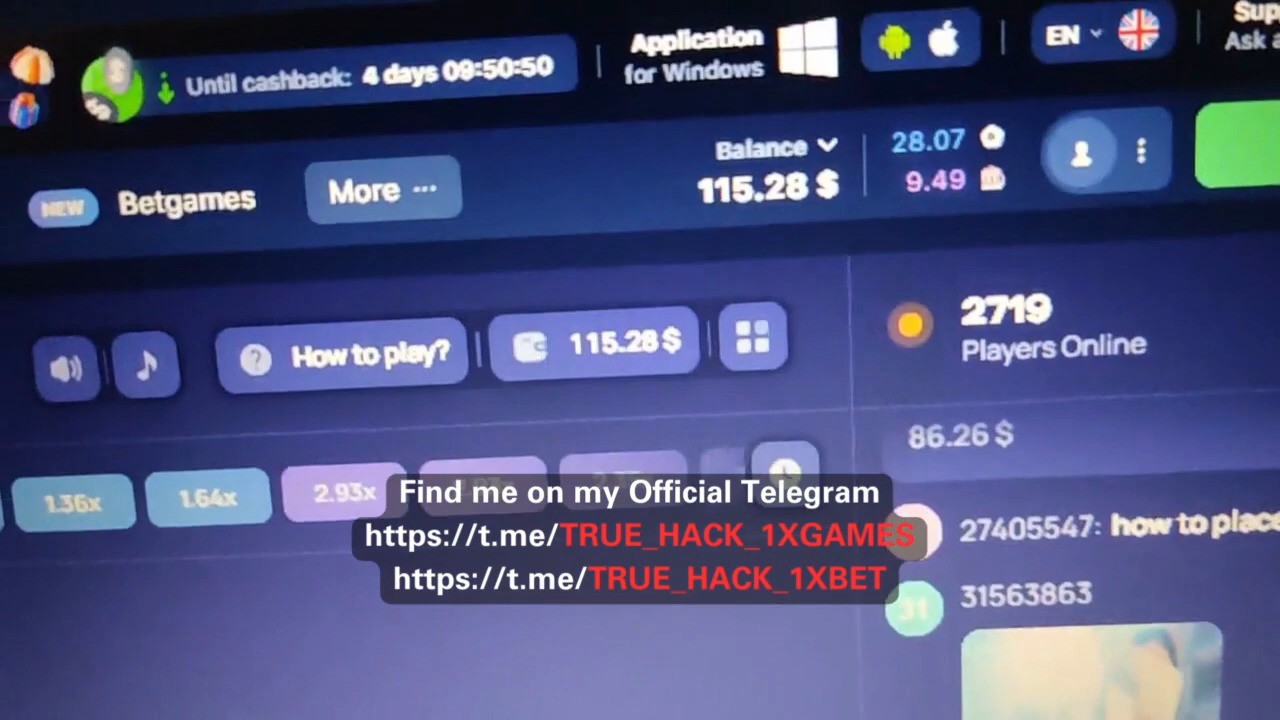 Until cashback: 4 days 09:50:50
Application
for Windows
EN
Sup
Ask a
NEW
Betgames
More ...
Balance
115.28 $
28.07
9.49
How to play?
115.28 $
2719
Players Online
86.26 $
1.36x
1.64x
2.93x
Find me on my Official Telegram
https://t.me/TRUE_HACK_1XGAMES
https://t.me/TRUE_HACK_1XBET
27405547: how to place
31
31563863